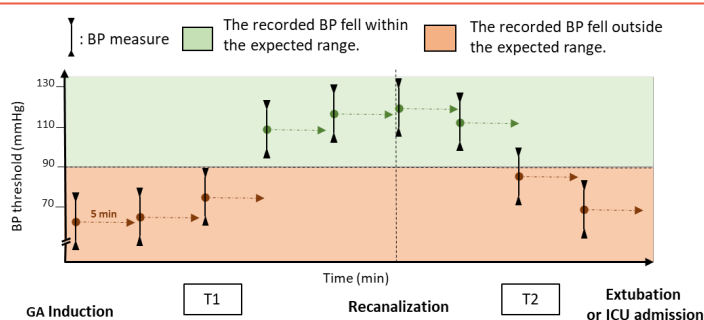 : BP measure
The recorded BP fell within
the expected range.
The recorded BP fell outside
the expected range.
BP threshold (mmHg)
130
110
90
70
5 min
Time (min)
GA Induction
T1
Recanalization
T2
Extubation
or ICU admission